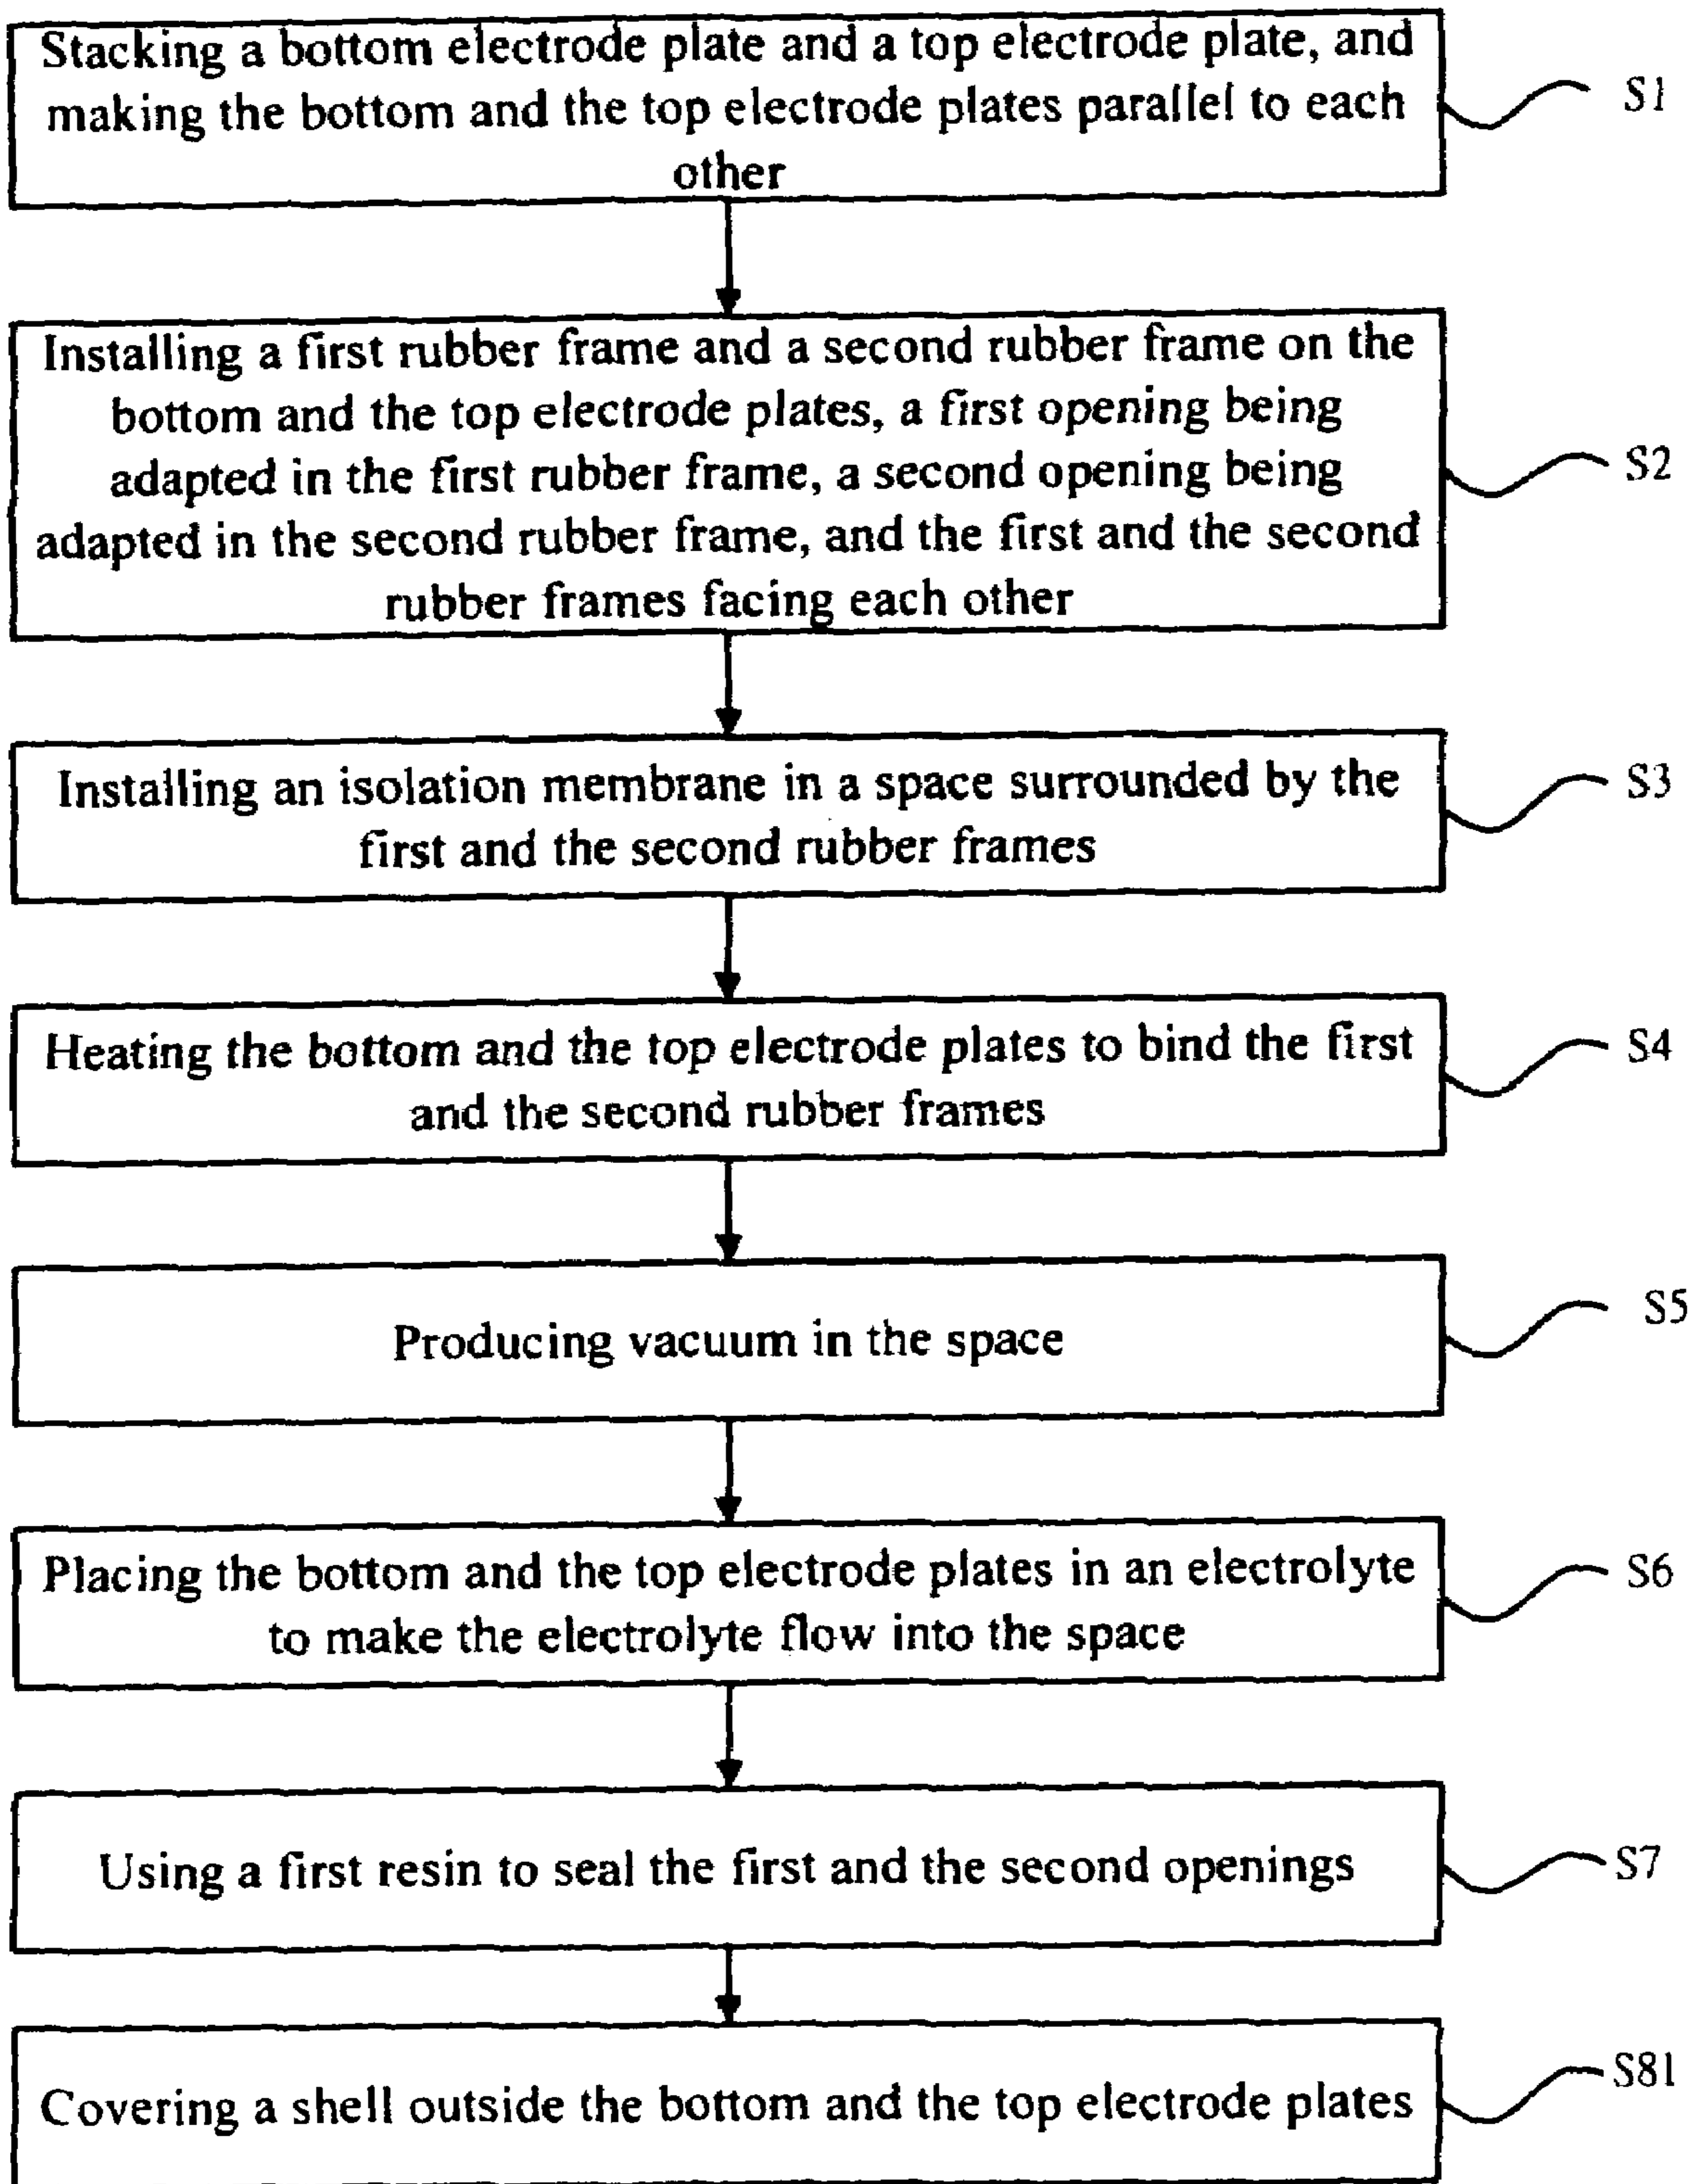 Stacking a bottom electrode plate and a top electrode plate, and
making the bottom and the top electrode plates parallel to each
other
S1
Installing a first rubber frame and a second rubber frame on the
bottom and the top electrode plates, a first opening being
adapted in the first rubber frame, a second opening being
adapted in the second rubber frame, and the first and the second
rubber frames facing each other
S2
Installing an isolation membrane in a space surrounded by the
first and the second rubber frames
S3
Heating the bottom and the top electrode plates to bind the first
and the second rubber frames
S4
Producing vacuum in the space
S5
Placing the bottom and the top electrode plates in an electrolyte
to make the electrolyte flow into the space
S6
Using a first resin to seal the first and the second openings
S7
Covering a shell outside the bottom and the top electrode plates
S81